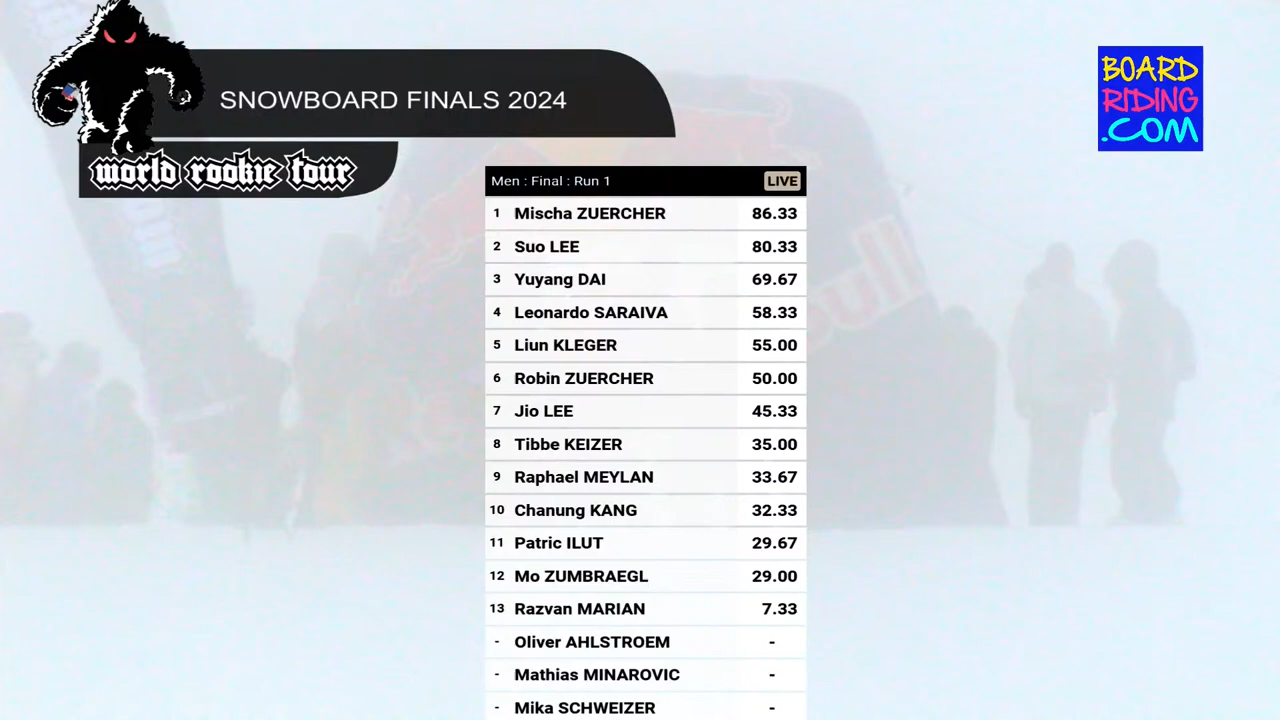 SNOWBOARD FINALS 2024
world rookie tour
BOARD
RIDING
.COM
Men : Final : Run 1 LIVE
1 Mischa ZUERCHER 86.33
2 Suo LEE 80.33
3 Yuyang DAI 69.67
4 Leonardo SARAIVA 58.33
5 Liun KLEGER 55.00
6 Robin ZUERCHER 50.00
7 Jio LEE 45.33
8 Tibbe KEIZER 35.00
9 Raphael MEYLAN 33.67
10 Chanung KANG 32.33
11 Patric ILUT 29.67
12 Mo ZUMBRAEGL 29.00
13 Razvan MARIAN 7.33
- Oliver AHLSTROEM -
- Mathias MINAROVIC -
- Mika SCHWEIZER -